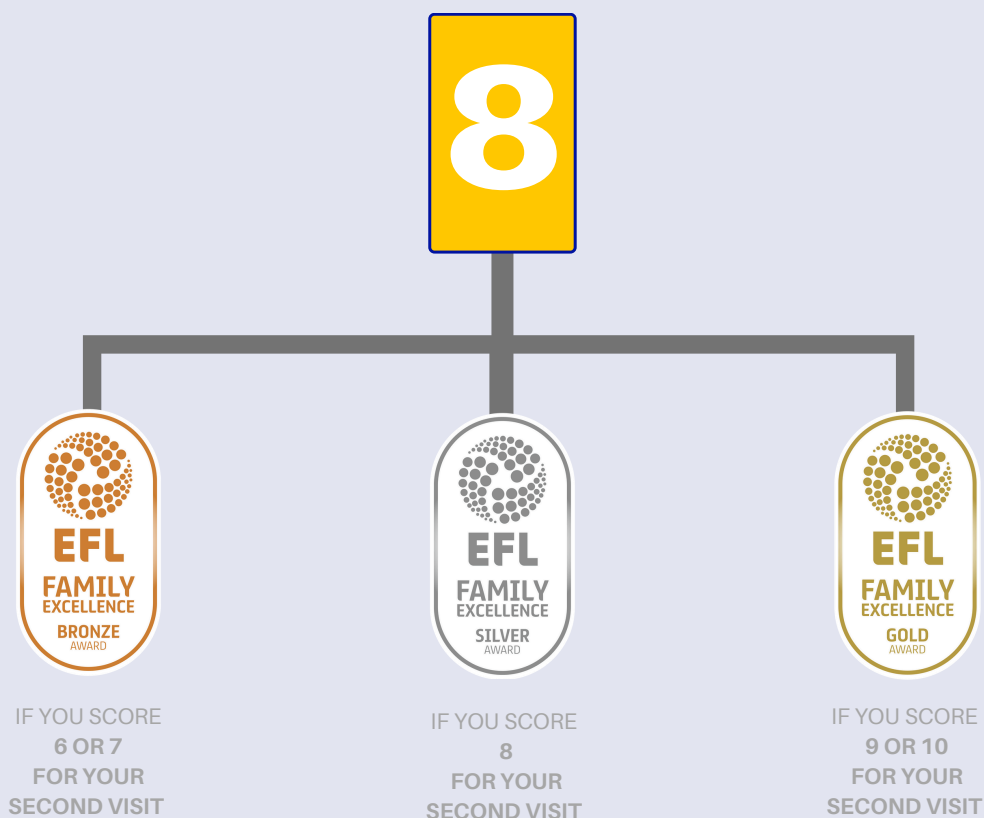 8
EFL
FAMILY
EXCELLENCE
BRONZE
AWARD
IF YOU SCORE
6 OR 7
FOR YOUR
SECOND VISIT
EFL
FAMILY
EXCELLENCE
SILVER
AWARD
IF YOU SCORE
8
FOR YOUR
SECOND VISIT
EFL
FAMILY
EXCELLENCE
GOLD
AWARD
IF YOU SCORE
9 OR 10
FOR YOUR
SECOND VISIT